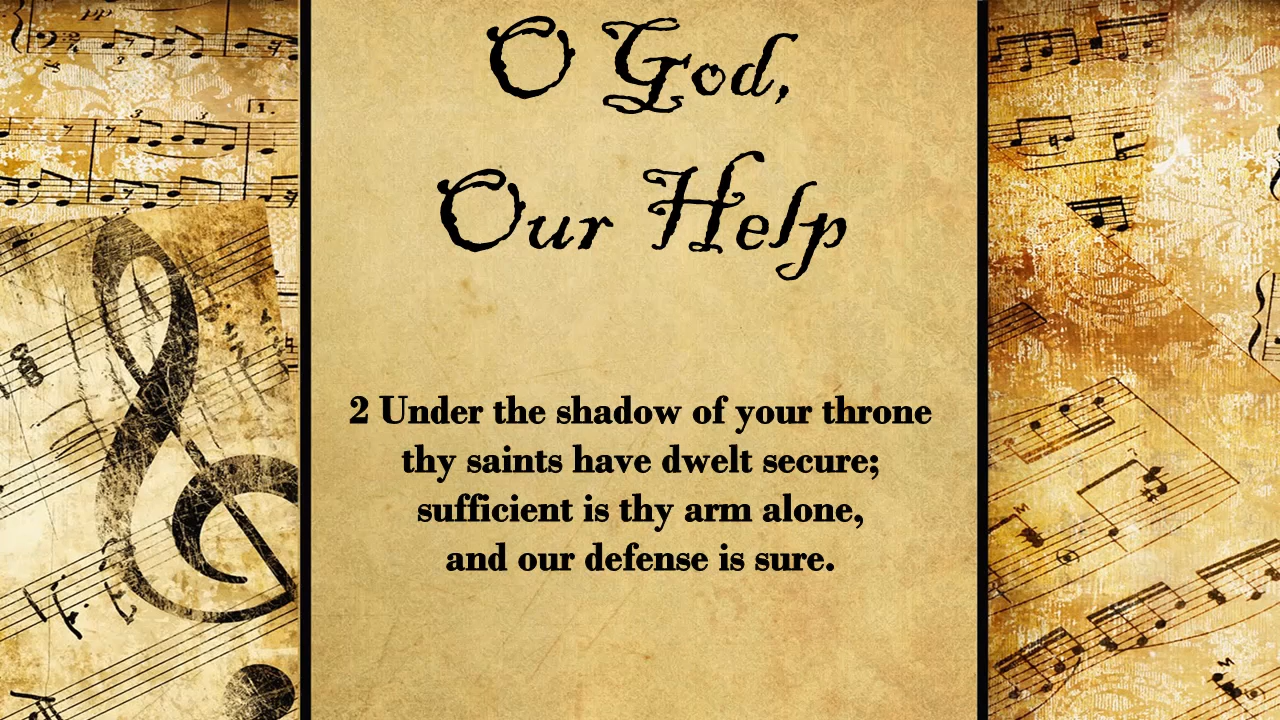 O God,
Our Help
2 Under the shadow of your throne
thy saints have dwelt secure;
sufficient is thy arm alone,
and our defense is sure.